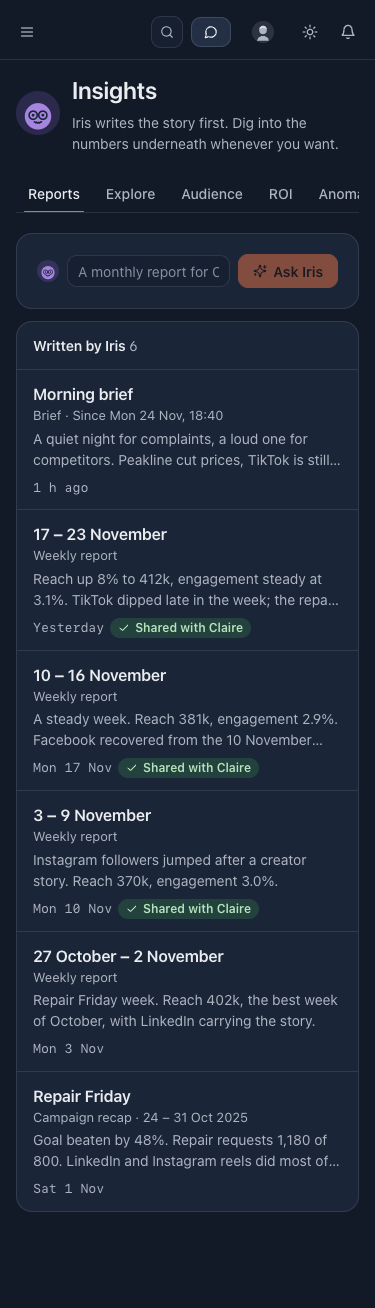 Insights
Iris writes the story first. Dig into the
numbers underneath whenever you want.
Reports Explore Audience ROI Anoma
A monthly report for C Ask Iris
Written by Iris 6
Morning brief
Brief · Since Mon 24 Nov, 18:40
A quiet night for complaints, a loud one for
competitors. Peakline cut prices, TikTok is still…
1 h ago
17 – 23 November
Weekly report
Reach up 8% to 412k, engagement steady at
3.1%. TikTok dipped late in the week; the repa…
Yesterday Shared with Claire
10 – 16 November
Weekly report
A steady week. Reach 381k, engagement 2.9%.
Facebook recovered from the 10 November…
Mon 17 Nov Shared with Claire
3 – 9 November
Weekly report
Instagram followers jumped after a creator
story. Reach 370k, engagement 3.0%.
Mon 10 Nov Shared with Claire
27 October – 2 November
Weekly report
Repair Friday week. Reach 402k, the best week
of October, with LinkedIn carrying the story.
Mon 3 Nov
Repair Friday
Campaign recap · 24 – 31 Oct 2025
Goal beaten by 48%. Repair requests 1,180 of
800. LinkedIn and Instagram reels did most of…
Sat 1 Nov